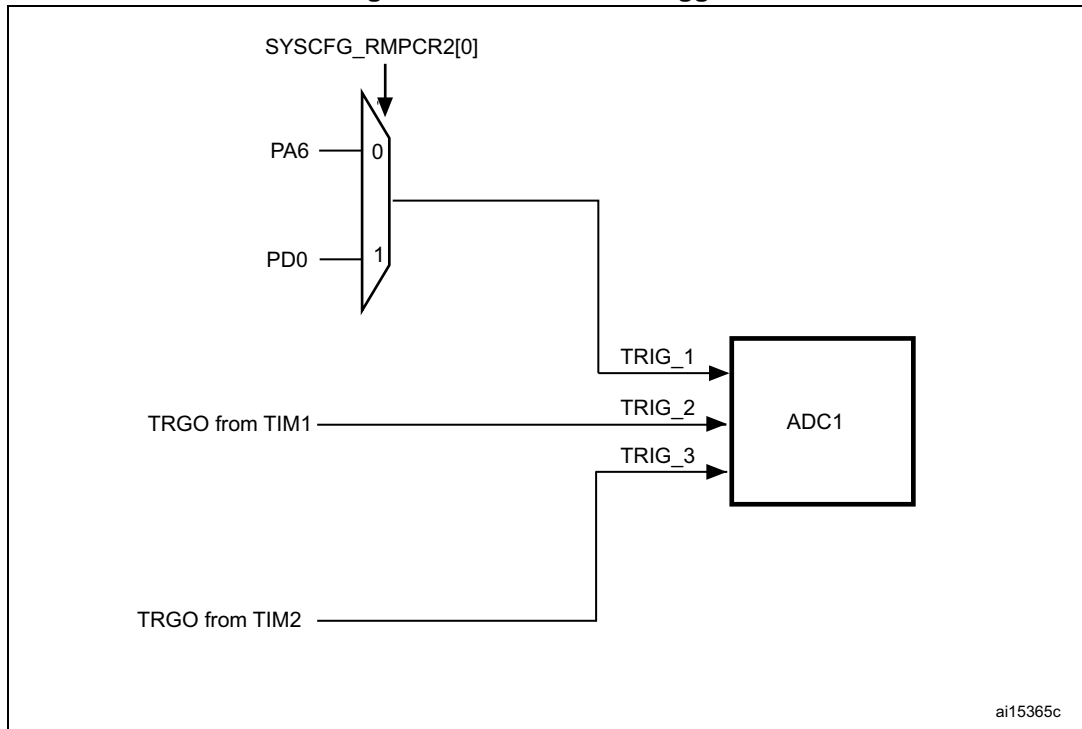 SYSCFG_RMPCR2[0]
PA6
0
PD0
1
TRIG_1
TRGO from TIM1
TRIG_2
ADC1
TRIG_3
TRGO from TIM2
ai15365c